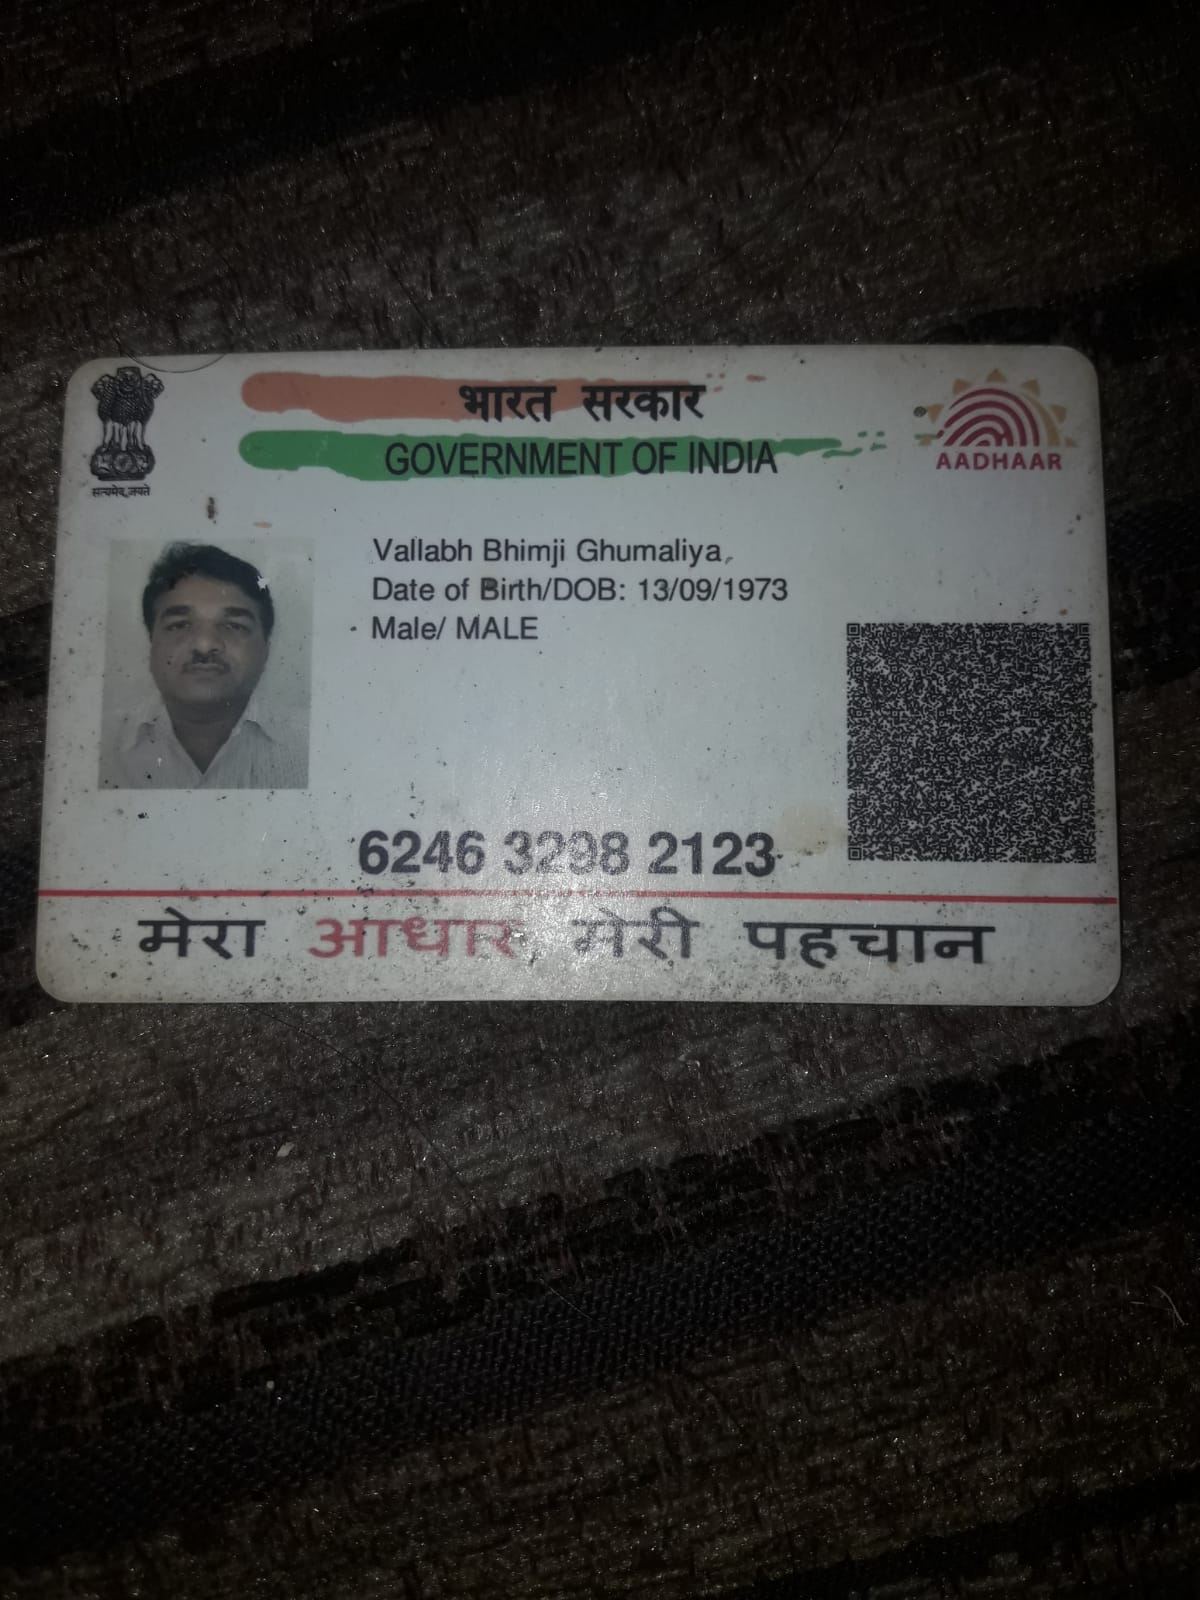 भारत सरकार
GOVERNMENT OF INDIA
AADHAAR
सत्यमेव जयते
Vallabh Bhimji Ghumaliya
Date of Birth/DOB: 13/09/1973
Male/ MALE
6246 3298 2123
मेरा आधार मेरी पहचान